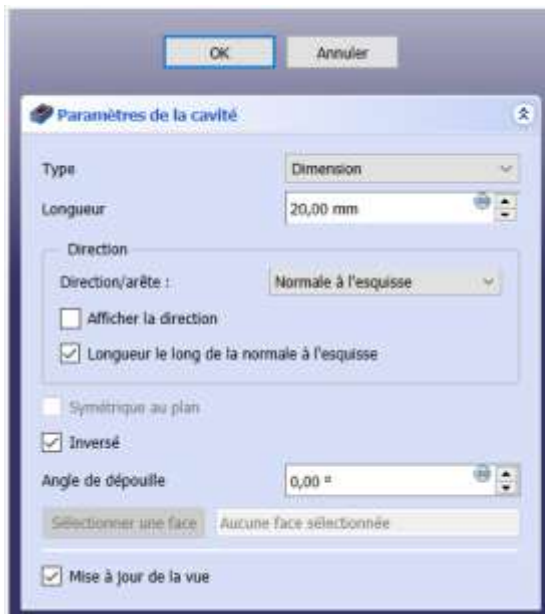 OK Annuler
Paramètres de la cavité
Type Dimension
Longueur 20,00 mm
Direction
Direction/arête : Normale à l'esquisse
Afficher la direction
Longueur le long de la normale à l'esquisse
Symétrique au plan
Inversé
Angle de dépouille 0,00 °
Sélectionner une face Aucune face sélectionnée
Mise à jour de la vue